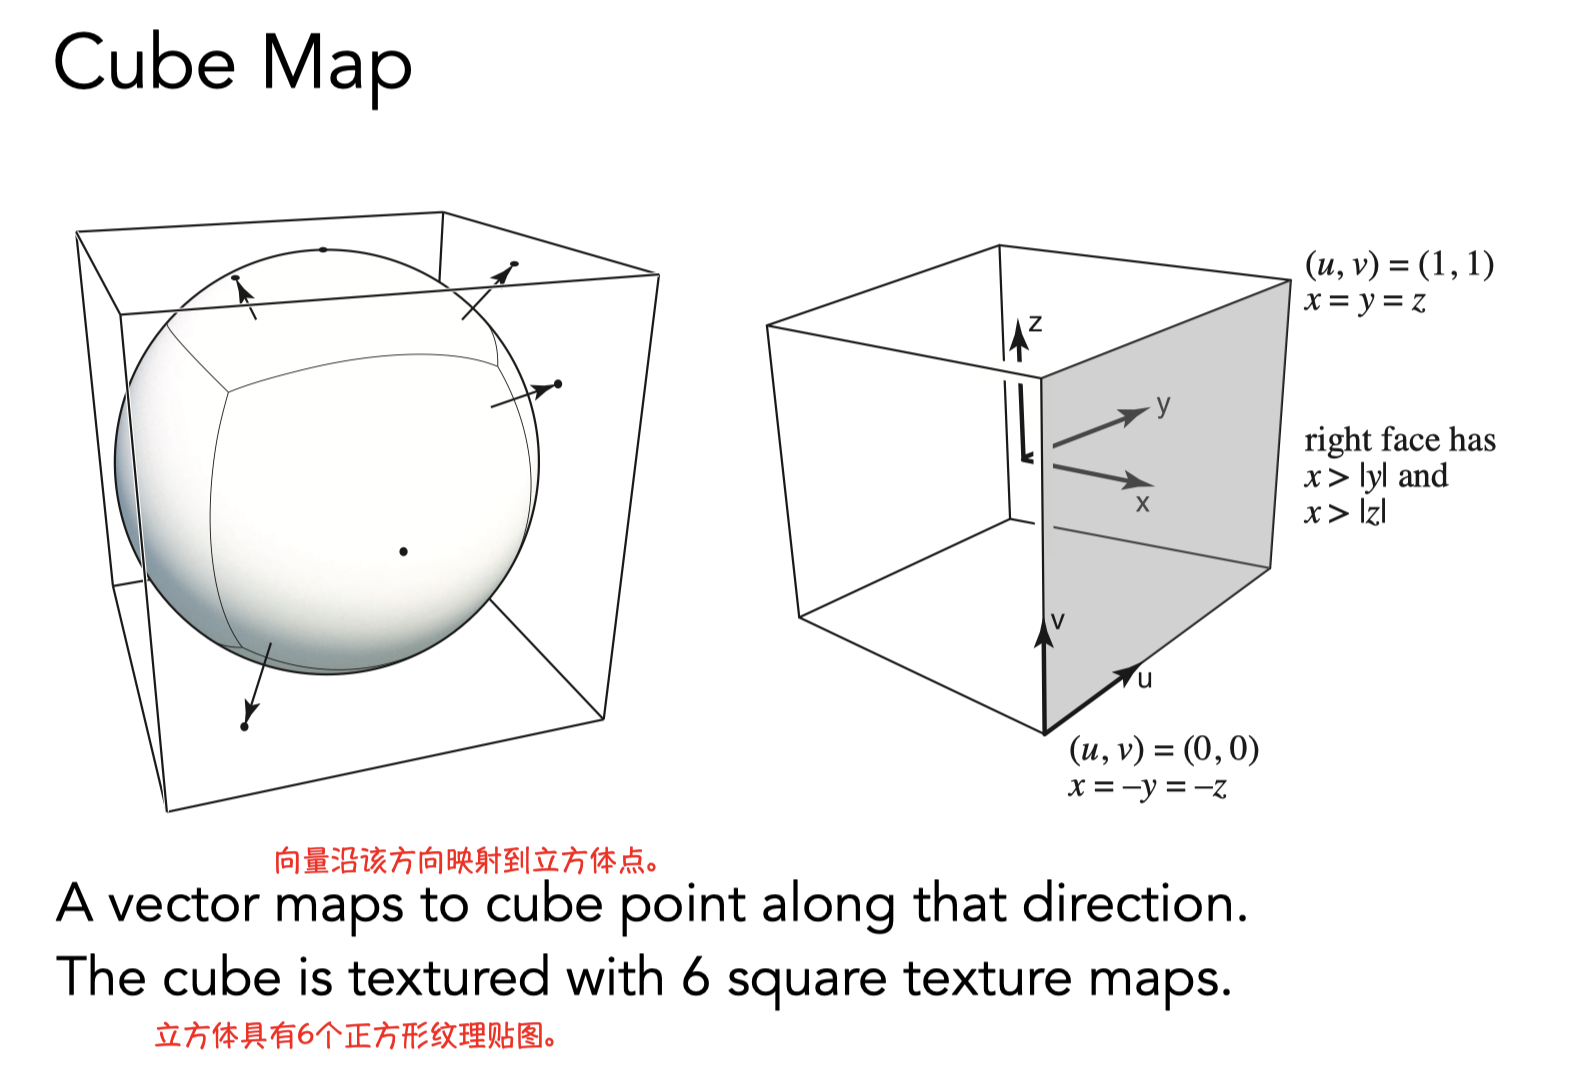 Cube Map
(u, v) = (1, 1)
x = y = z
z
y
x
right face has
x > |y| and
x > |z|
v
u
(u, v) = (0, 0)
x = –y = –z
向量沿该方向映射到立方体点。
A vector maps to cube point along that direction.
The cube is textured with 6 square texture maps.
立方体具有6个正方形纹理贴图。